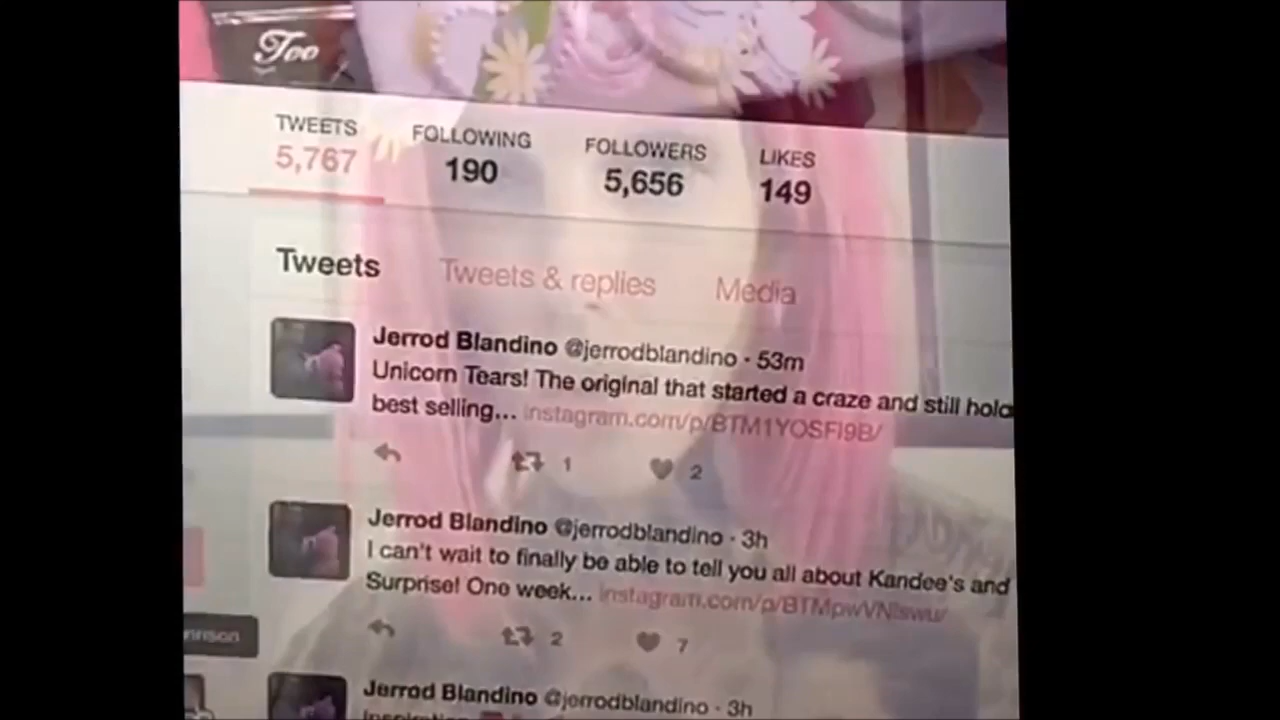 Too
TWEETS FOLLOWING FOLLOWERS LIKES
5,767 190 5,656 149
Tweets Tweets & replies Media
Jerrod Blandino @jerrodblandino · 53m
Unicorn Tears! The original that started a craze and still
best selling... instagram.com/p/BTM1YOSFI9B/
1 2
Jerrod Blandino @jerrodblandino · 3h
I can't wait to finally be able to tell you all about Kandee's and
Surprise! One week... instagram.com/p/BTMpwVNlswu/
2 7
Jerrod Blandino @jerrodblandino · 3h